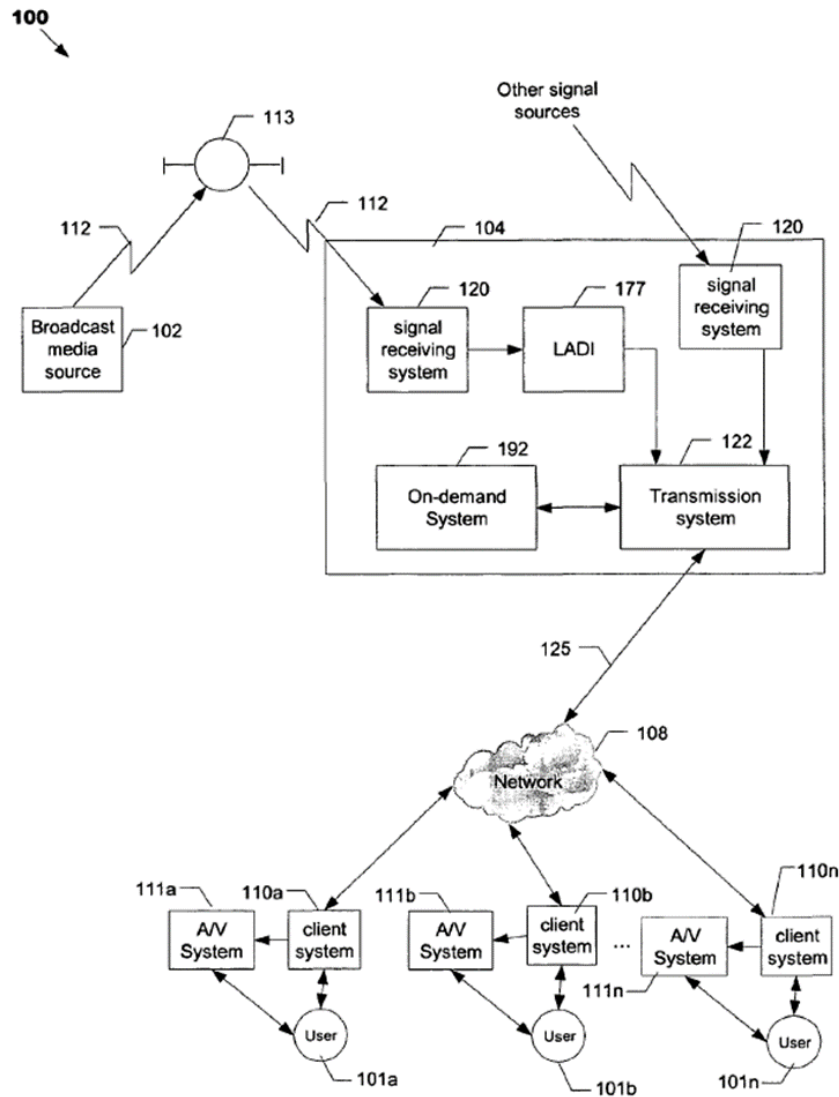 100
113
Other signal
sources
112
112
104
120
Broadcast
media
source
102
120
signal
receiving
system
177
LADI
signal
receiving
system
192
On-demand
System
122
Transmission
system
125
108
Network
111a
110a
A/V
System
client
system
User
101a
111b
110b
A/V
System
client
system
User
101b
...
110n
A/V
System
client
system
111n
User
101n